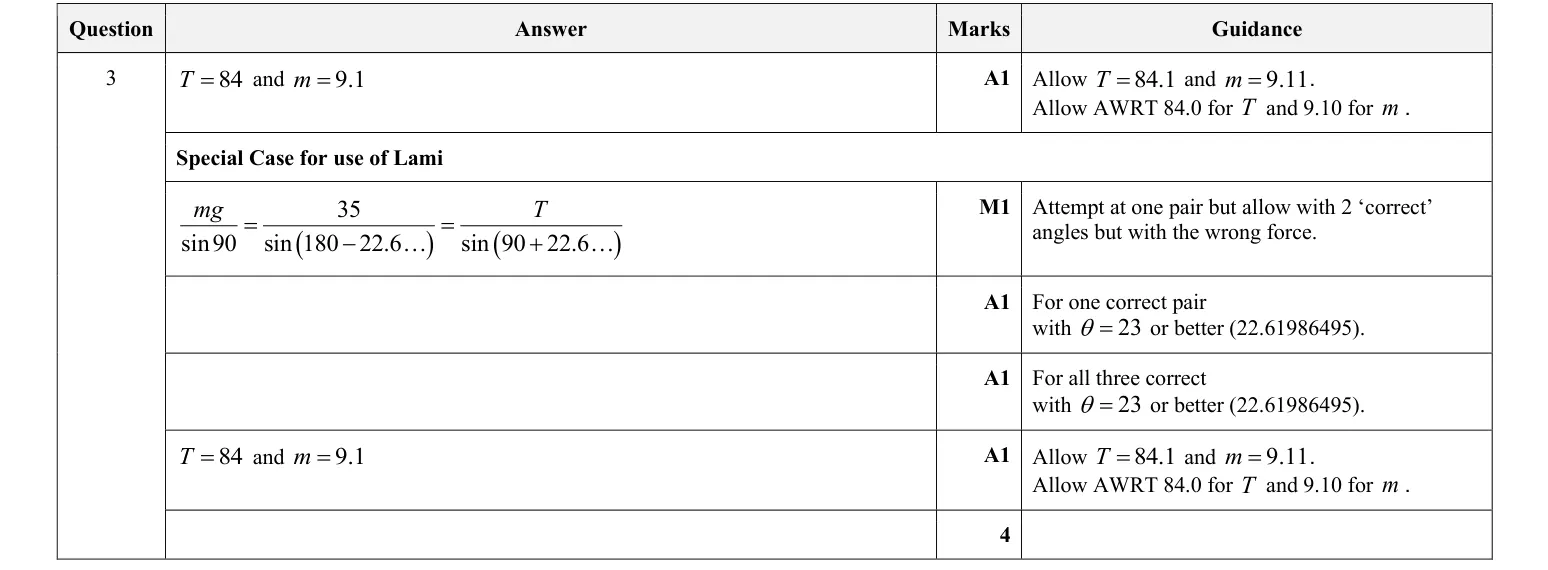 Question Answer Marks Guidance
3 T = 84 and m = 9.1 A1 Allow T = 84.1 and m = 9.11.
Allow AWRT 84.0 for T and 9.10 for m .
Special Case for use of Lami
mg/sin 90 = 35/sin(180 − 22.6…) = T/sin(90 + 22.6…) M1 Attempt at one pair but allow with 2 ‘correct’
angles but with the wrong force.
A1 For one correct pair
with θ = 23 or better (22.61986495).
A1 For all three correct
with θ = 23 or better (22.61986495).
T = 84 and m = 9.1 A1 Allow T = 84.1 and m = 9.11.
Allow AWRT 84.0 for T and 9.10 for m .
4